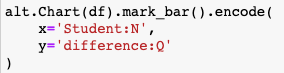 alt.Chart(df).mark_bar().encode(
    x='Student:N',
    y='difference:Q'
)